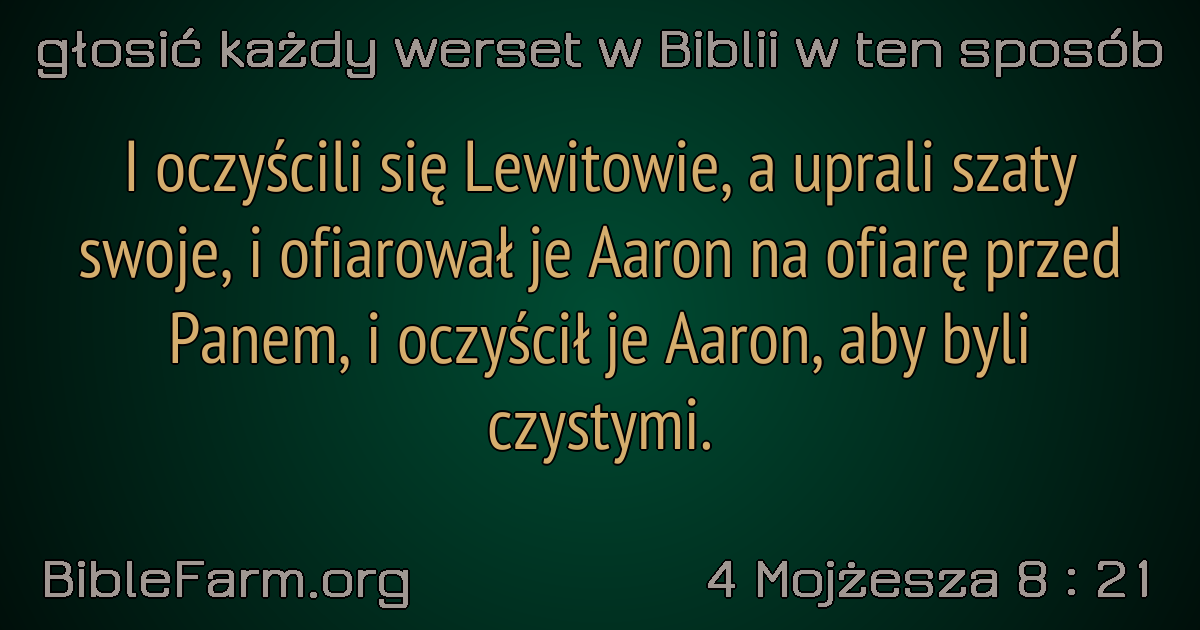 głosić każdy werset w Biblii w ten sposób
I oczyścili się Lewitowie, a uprali szaty
swoje, i ofiarował je Aaron na ofiarę przed
Panem, i oczyścił je Aaron, aby byli
czystymi.
BibleFarm.org
4 Mojżesza 8 : 21